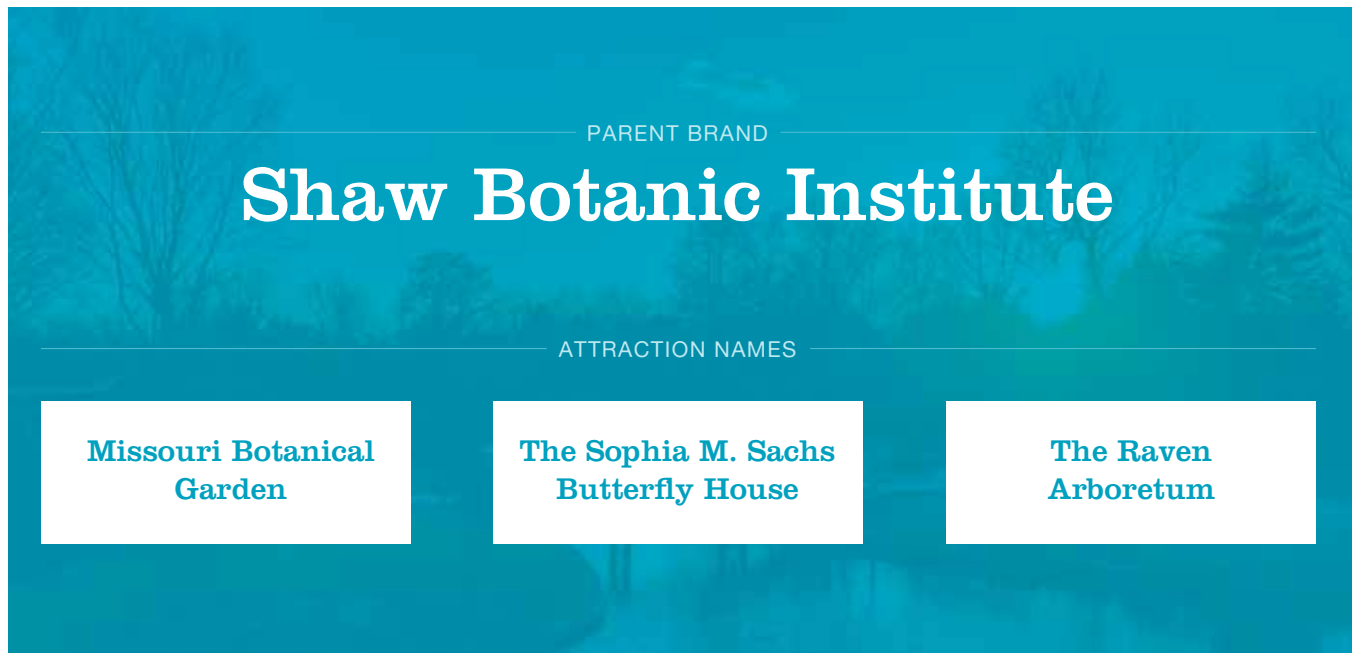 PARENT BRAND
Shaw Botanic Institute
ATTRACTION NAMES
Missouri Botanical
Garden
The Sophia M. Sachs
Butterfly House
The Raven
Arboretum